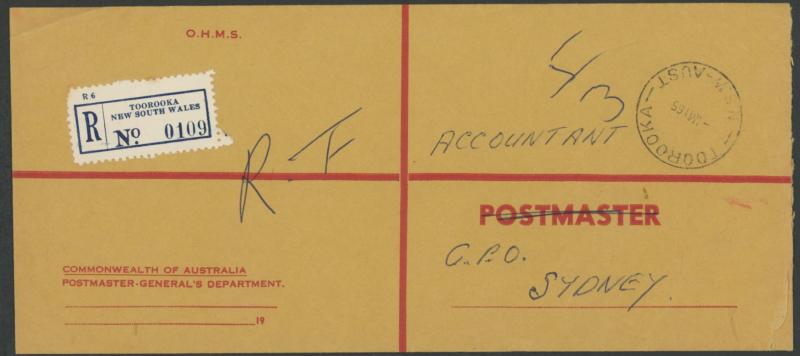 O.H.M.S.
R 6
TOOROOKA
NEW SOUTH WALES
R No 0109
R.F
4/3
ACCOUNTANT
TOOROOKA
N.S.W-AUST
POSTMASTER
G.P.O.
SYDNEY
COMMONWEALTH OF AUSTRALIA
POSTMASTER-GENERAL'S DEPARTMENT.
19